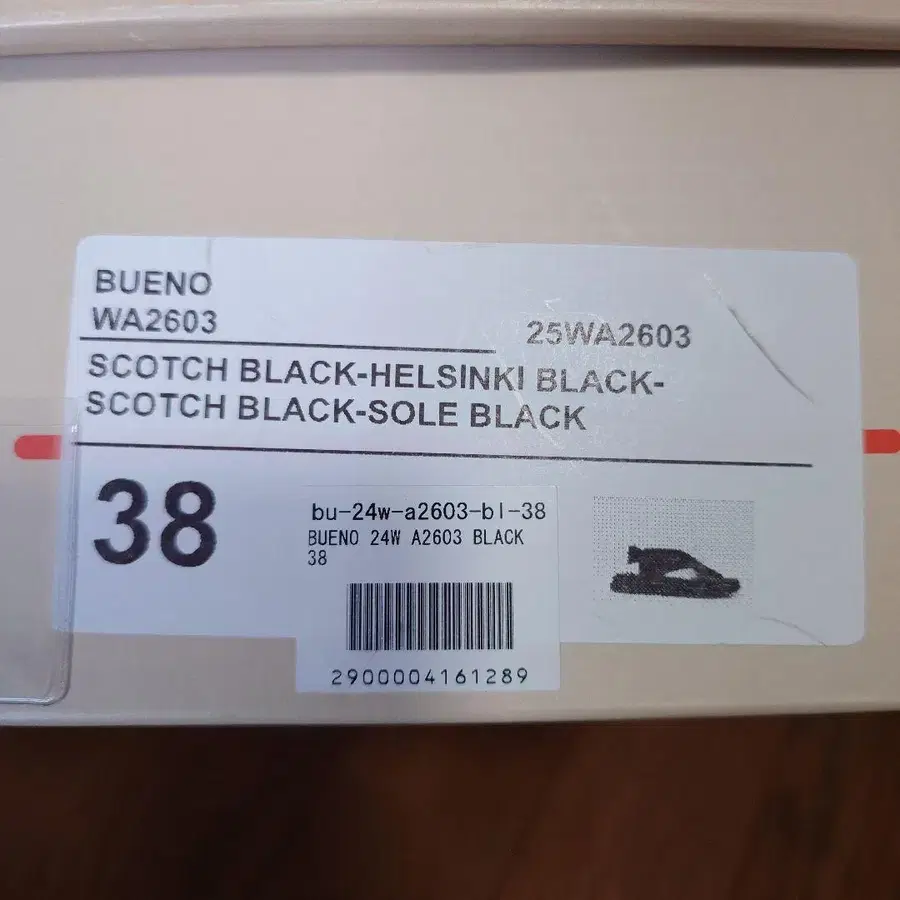 BUENO
WA2603
25WA2603
SCOTCH BLACK-HELSINKI BLACK-
SCOTCH BLACK-SOLE BLACK
38
bu-24w-a2603-bl-38
BUENO 24W A2603 BLACK
38
2900004161289